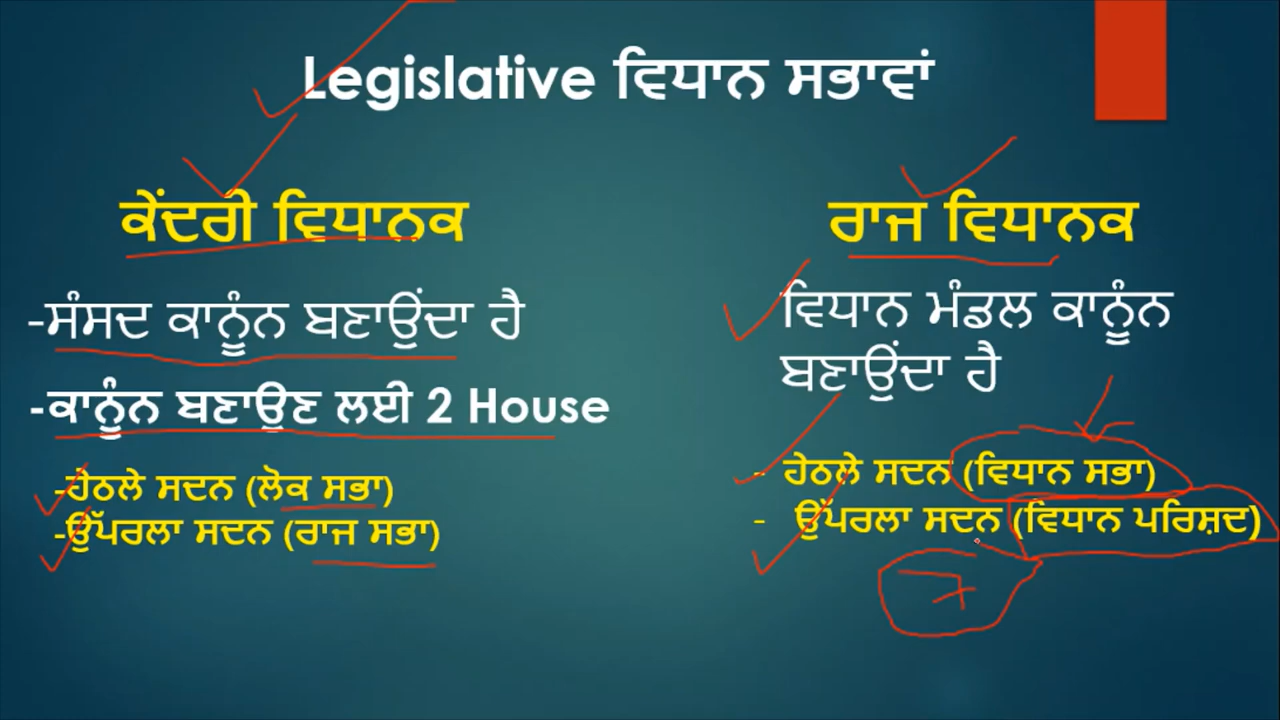 Legislative ਵਿਧਾਨ ਸਭਾਵਾਂ
ਕੇਂਦਰੀ ਵਿਧਾਨਕ
-ਸੰਸਦ ਕਾਨੂੰਨ ਬਣਾਉਂਦਾ ਹੈ
-ਕਾਨੂੰਨ ਬਣਾਉਣ ਲਈ 2 House
-ਹੇਠਲੇ ਸਦਨ (ਲੋਕ ਸਭਾ)
-ਉੱਪਰਲਾ ਸਦਨ (ਰਾਜ ਸਭਾ)
ਰਾਜ ਵਿਧਾਨਕ
ਵਿਧਾਨ ਮੰਡਲ ਕਾਨੂੰਨ
ਬਣਾਉਂਦਾ ਹੈ
- ਹੇਠਲੇ ਸਦਨ (ਵਿਧਾਨ ਸਭਾ)
- ਉੱਪਰਲਾ ਸਦਨ (ਵਿਧਾਨ ਪਰਿਸ਼ਦ)
7